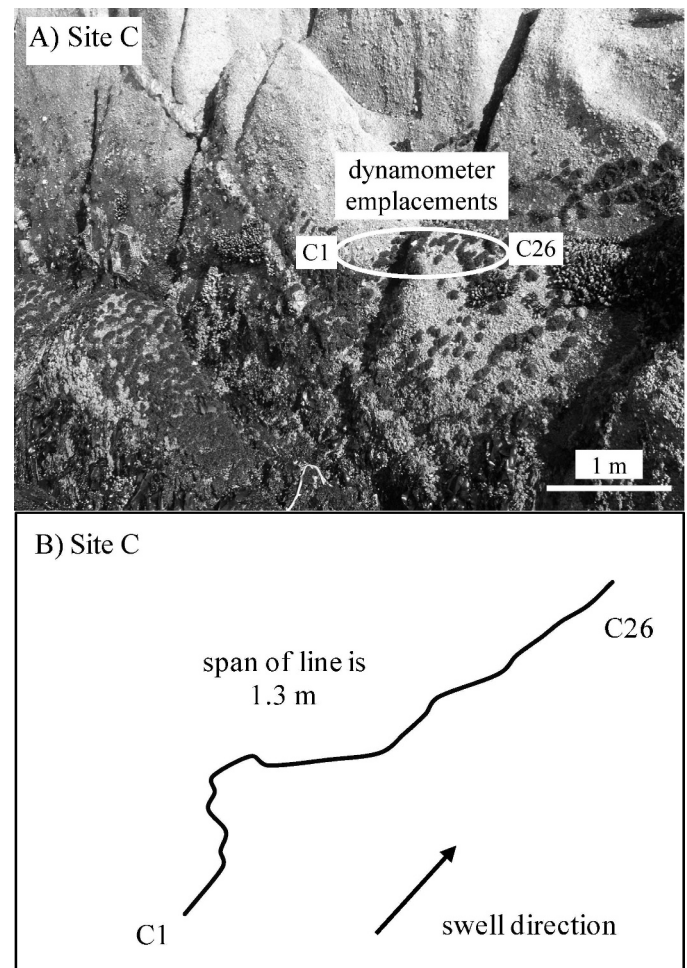 A) Site C
dynamometer
emplacements
C1
C26
1 m
B) Site C
C26
span of line is
1.3 m
C1
swell direction